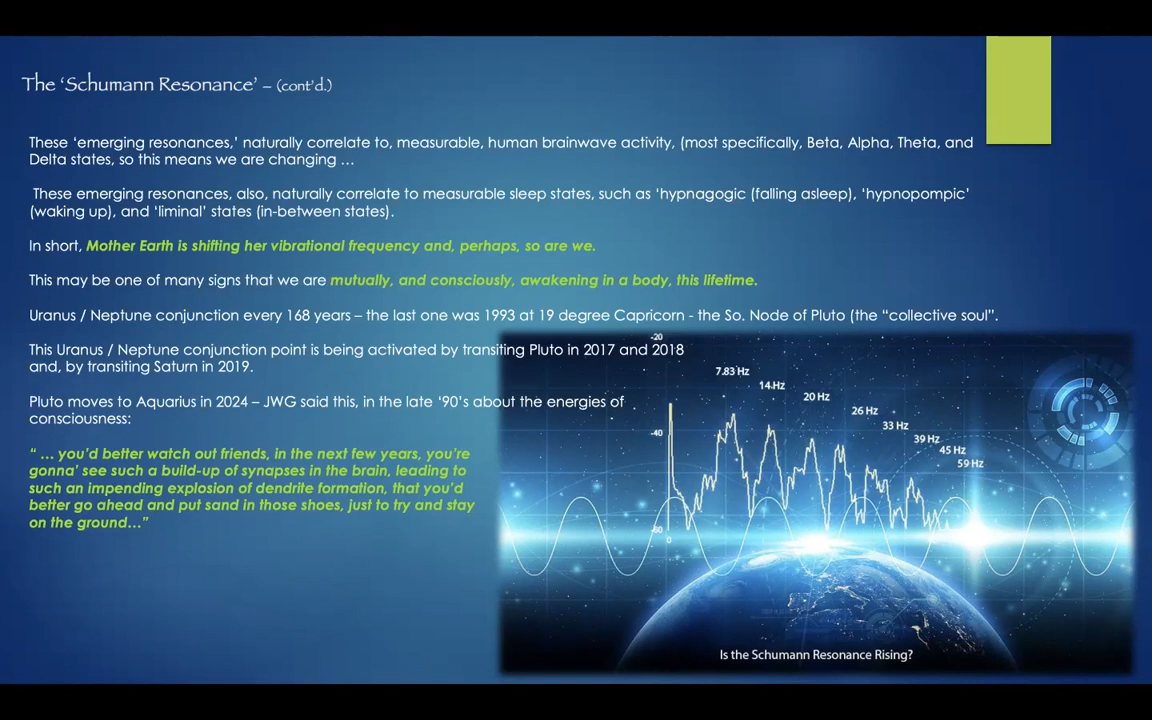 The ‘Schumann Resonance’ – (cont’d.)
These ‘emerging resonances,’ naturally correlate to, measurable, human brainwave activity, (most specifically, Beta, Alpha, Theta, and
Delta states, so this means we are changing …
These emerging resonances, also, naturally correlate to measurable sleep states, such as ‘hypnagogic (falling asleep), ‘hypnopompic’
(waking up), and ‘liminal’ states (in-between states).
In short, Mother Earth is shifting her vibrational frequency and, perhaps, so are we.
This may be one of many signs that we are mutually, and consciously, awakening in a body, this lifetime.
Uranus / Neptune conjunction every 168 years – the last one was 1993 at 19 degree Capricorn - the So. Node of Pluto (the “collective soul”.
This Uranus / Neptune conjunction point is being activated by transiting Pluto in 2017 and 2018
and, by transiting Saturn in 2019.
Pluto moves to Aquarius in 2024 – JWG said this, in the late ‘90’s about the energies of
consciousness:
“ … you’d better watch out friends, in the next few years, you’re
gonna’ see such a build-up of synapses in the brain, leading to
such an impending explosion of dendrite formation, that you’d
better go ahead and put sand in those shoes, just to try and stay
on the ground…”
-20
7.83 Hz
14.Hz
20 Hz
26 Hz
33 Hz
39 Hz
45 Hz
59 Hz
-40
-60
0
Is the Schumann Resonance Rising?